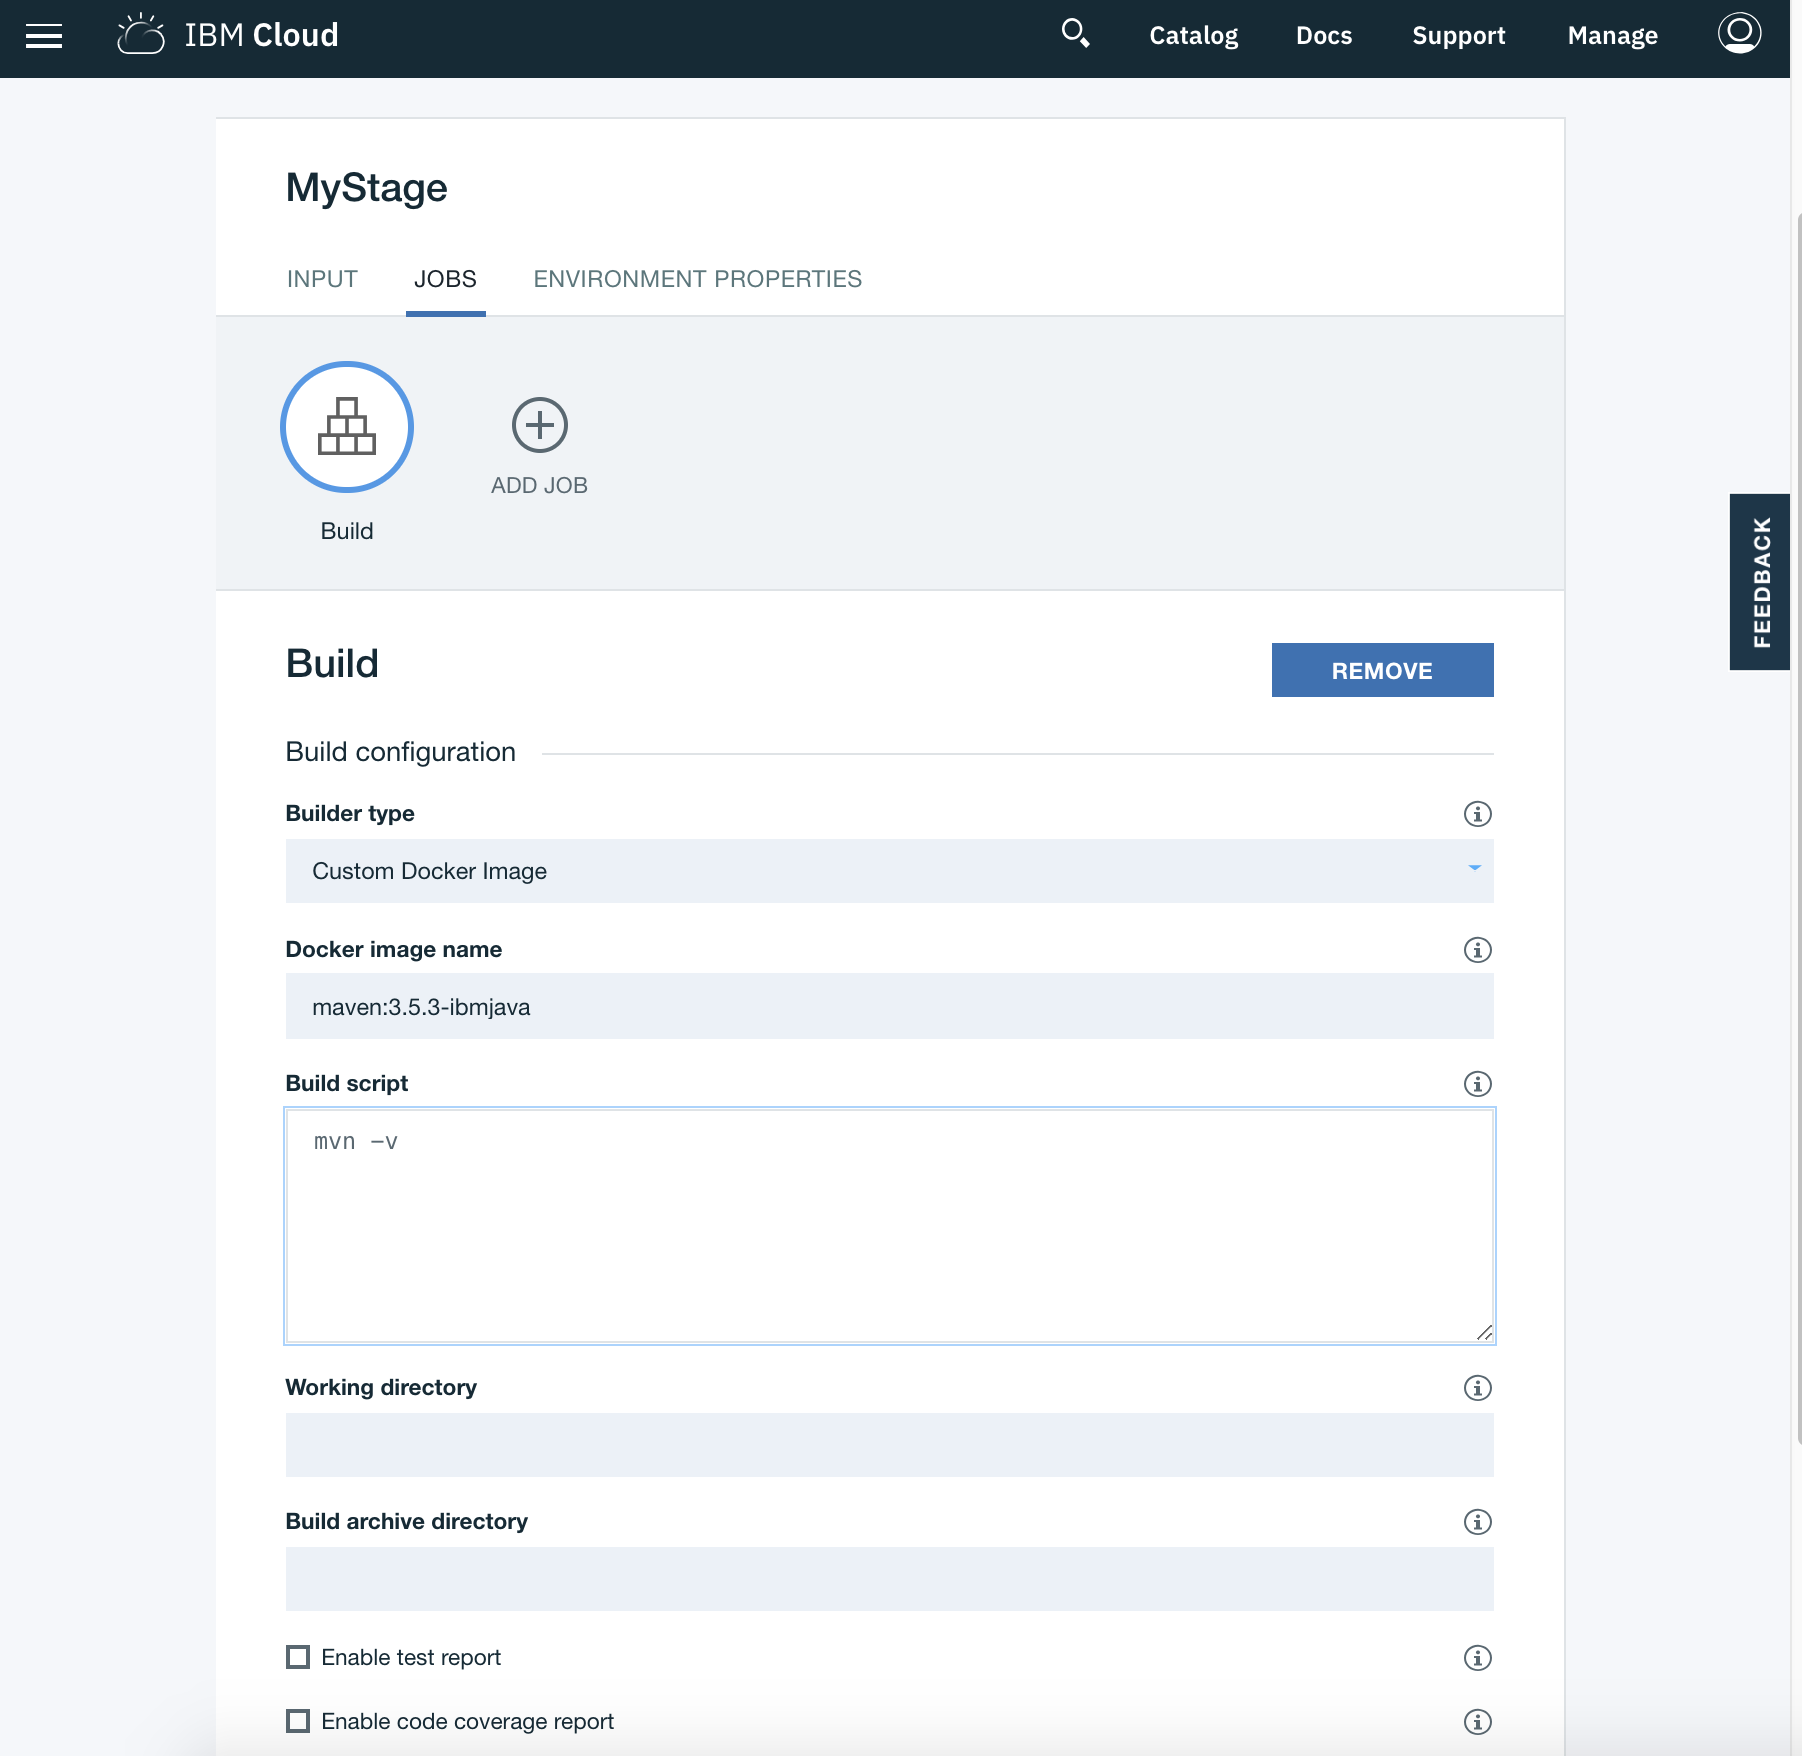 IBM Cloud
Catalog
Docs
Support
Manage
MyStage
INPUT
JOBS
ENVIRONMENT PROPERTIES
Build
ADD JOB
FEEDBACK
Build
REMOVE
Build configuration
Builder type
Custom Docker Image
Docker image name
maven:3.5.3-ibmjava
Build script
mvn -v
Working directory
Build archive directory
Enable test report
Enable code coverage report